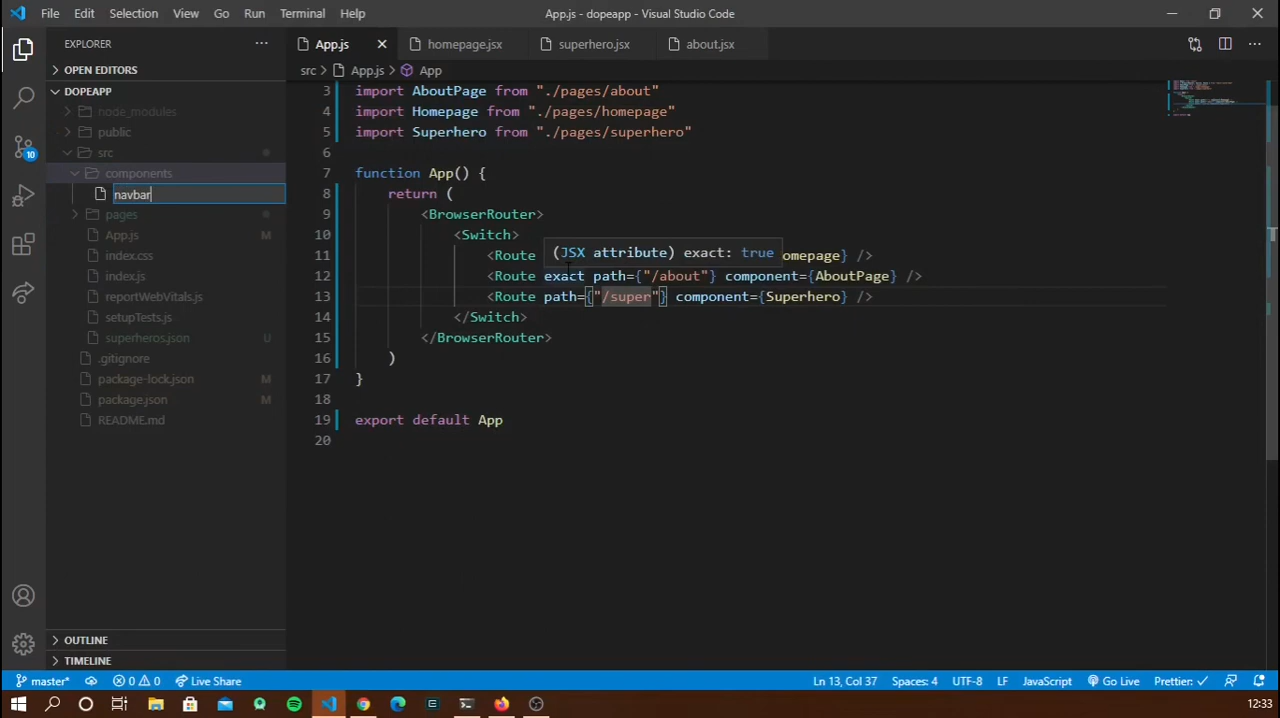 File Edit Selection View Go Run Terminal Help App.js - dopeapp - Visual Studio Code
EXPLORER
App.js homepage.jsx superhero.jsx about.jsx
OPEN EDITORS
src > App.js > App
DOPEAPP
node_modules
public
src
components
navbar
pages
App.js M
index.css
index.js
reportWebVitals.js
setupTests.js
superheros.json U
.gitignore
package-lock.json M
package.json M
README.md
OUTLINE
TIMELINE
10
3 import AboutPage from "./pages/about"
4 import Homepage from "./pages/homepage"
5 import Superhero from "./pages/superhero"
6
7 function App() {
8 return (
9 <BrowserRouter>
10 <Switch>
(JSX attribute) exact: true
11 <Route omepage} />
12 <Route exact path={"/about"} component={AboutPage} />
13 <Route path={"/super"} component={Superhero} />
14 </Switch>
15 </BrowserRouter>
16 )
17 }
18
19 export default App
20
master* 0 0 Live Share Ln 13, Col 37 Spaces: 4 UTF-8 LF JavaScript Go Live Prettier: ✓
12:33